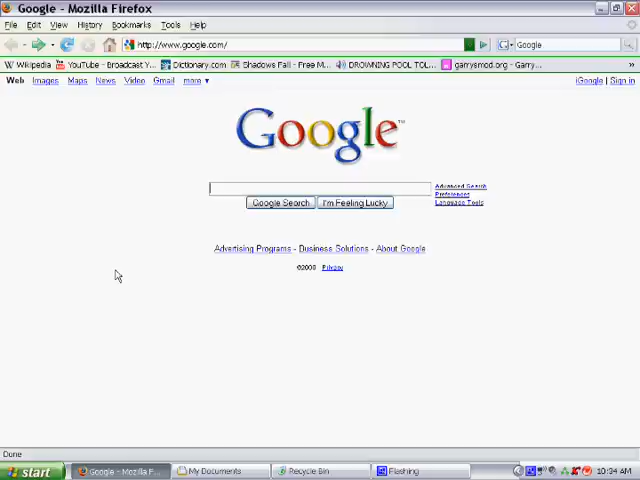 Google - Mozilla Firefox
File Edit View History Bookmarks Tools Help
http://www.google.com/
Google
Wikipedia YouTube - Broadcast Y... Dictionary.com Shadows Fall - Free M... DROWNING POOL TOL... garrysmod.org - Garry... »
Web Images Maps News Video Gmail more ▼ iGoogle | Sign in
Google™
Advanced Search
Preferences
Language Tools
Google Search I'm Feeling Lucky
Advertising Programs - Business Solutions - About Google
©2008 Privacy
Done
start Google - Mozilla F... My Documents Recycle Bin Flashing 10:34 AM